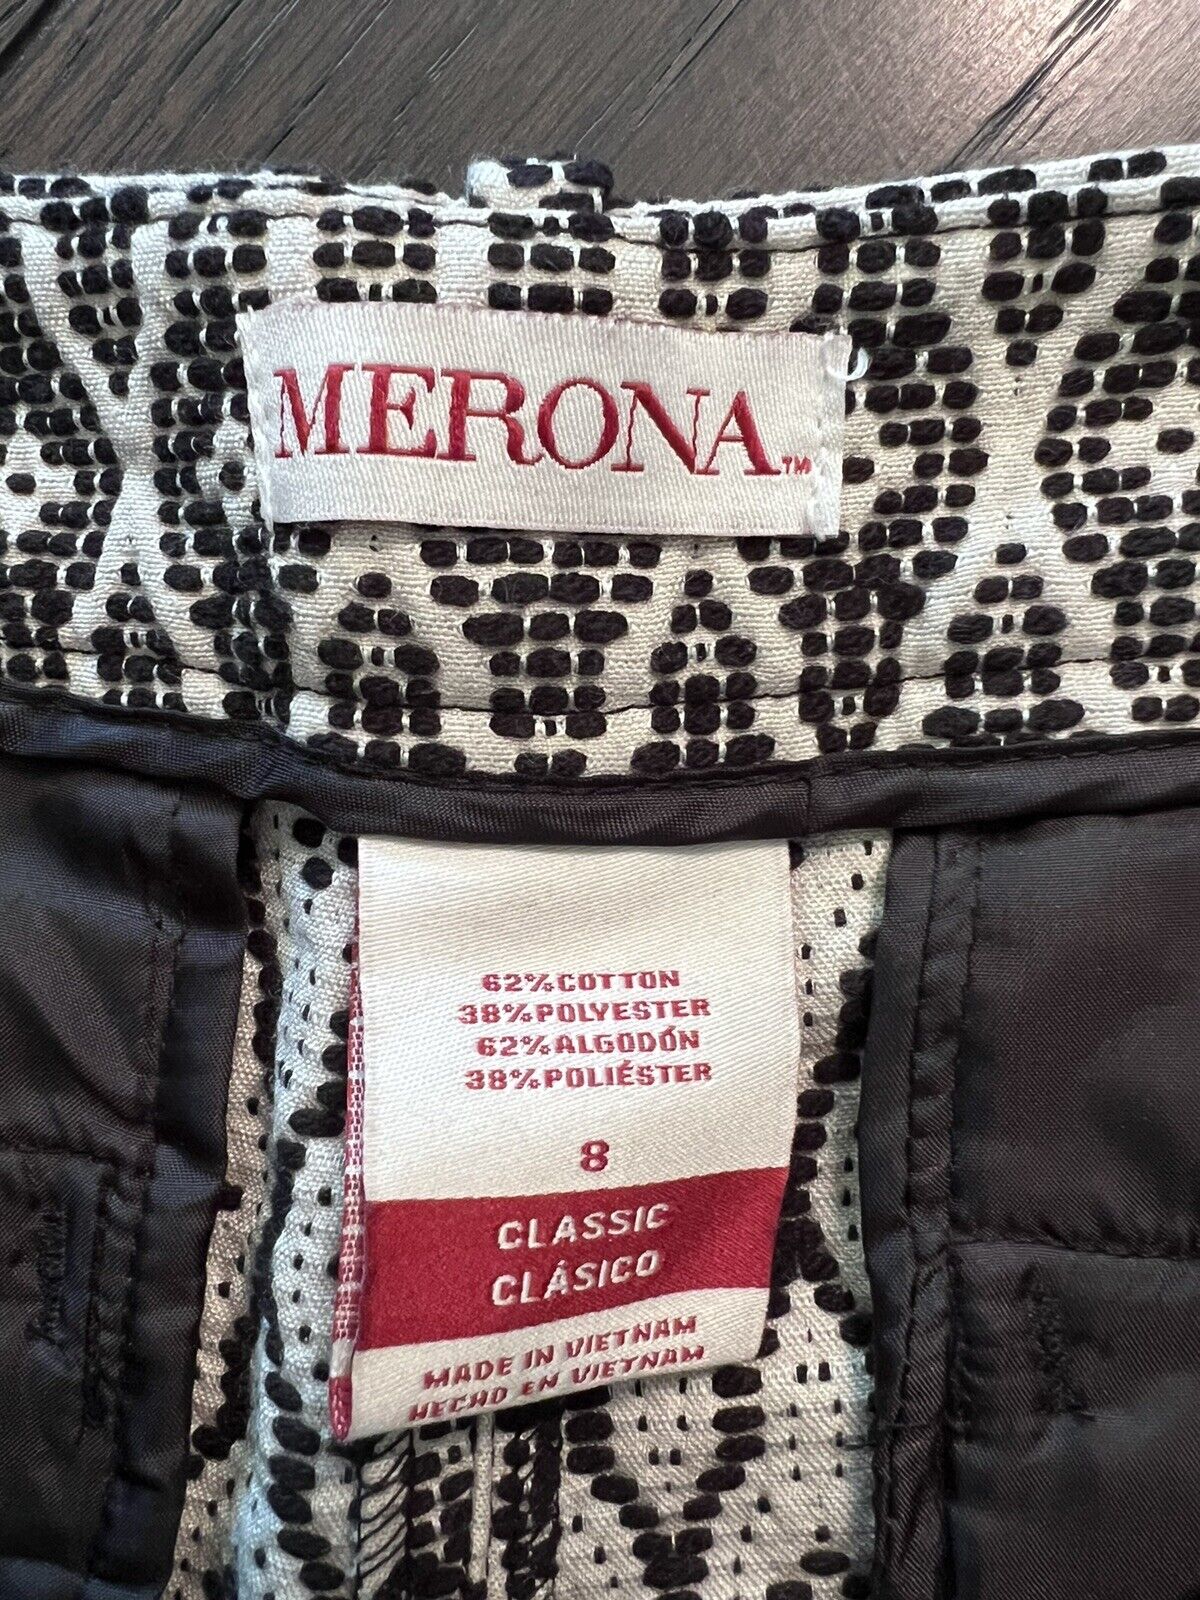 MERONA™
62%COTTON
38%POLYESTER
62%ALGODÓN
38%POLIÉSTER
8
CLASSIC
CLÁSICO
MADE IN VIETNAM
HECHO EN VIETNAM